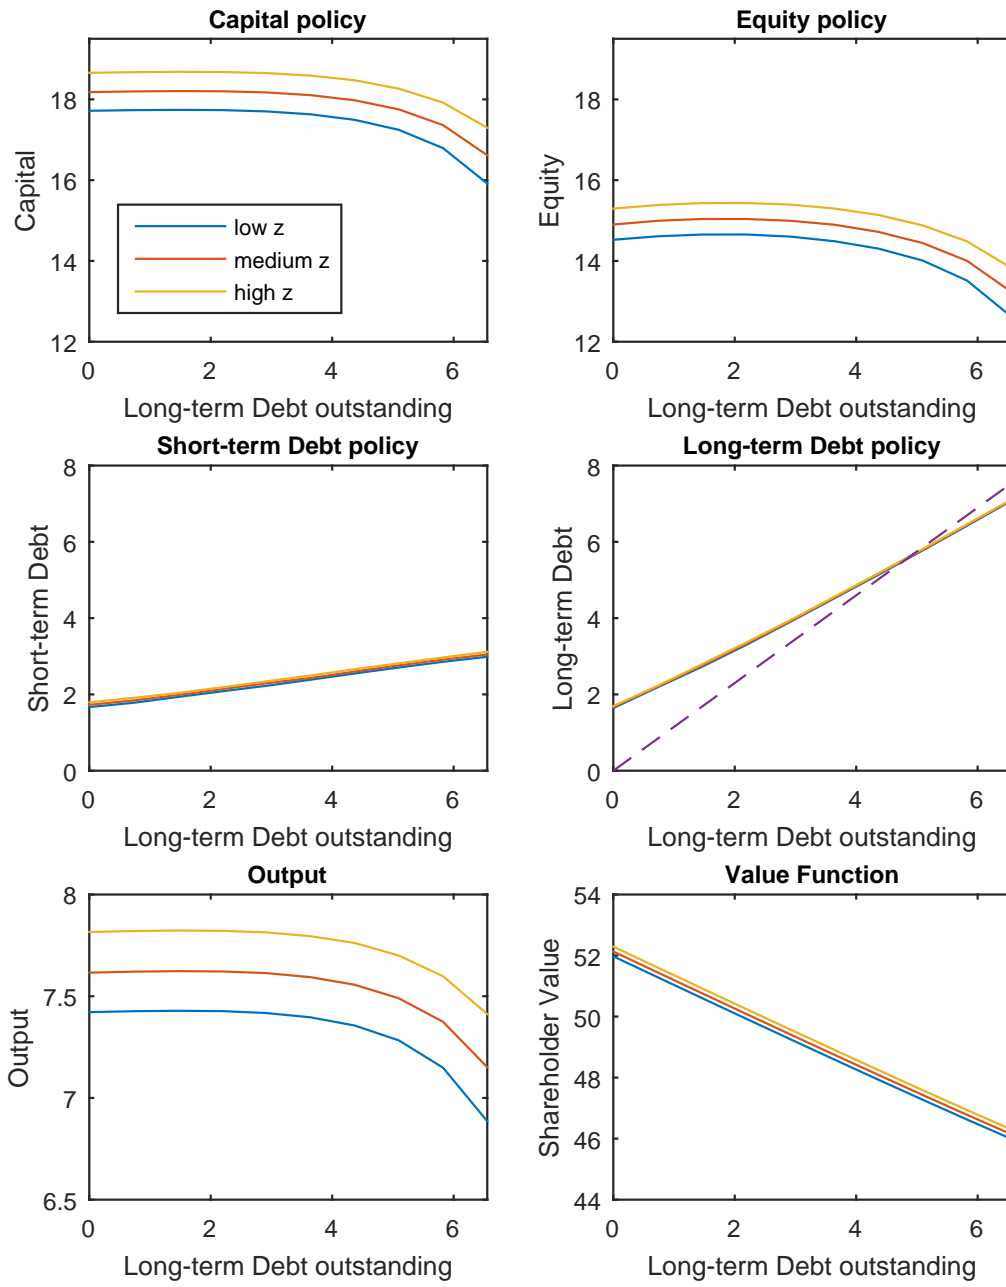 Capital policy
Capital
18
16
14
12
low z
medium z
high z
0 2 4 6
Long-term Debt outstanding
Equity policy
Equity
18
16
14
12
0 2 4 6
Long-term Debt outstanding
Short-term Debt policy
Short-term Debt
8
6
4
2
0
0 2 4 6
Long-term Debt outstanding
Long-term Debt policy
Long-term Debt
8
6
4
2
0
0 2 4 6
Long-term Debt outstanding
Output
Output
8
7.5
7
6.5
0 2 4 6
Long-term Debt outstanding
Value Function
Shareholder Value
54
52
50
48
46
44
0 2 4 6
Long-term Debt outstanding